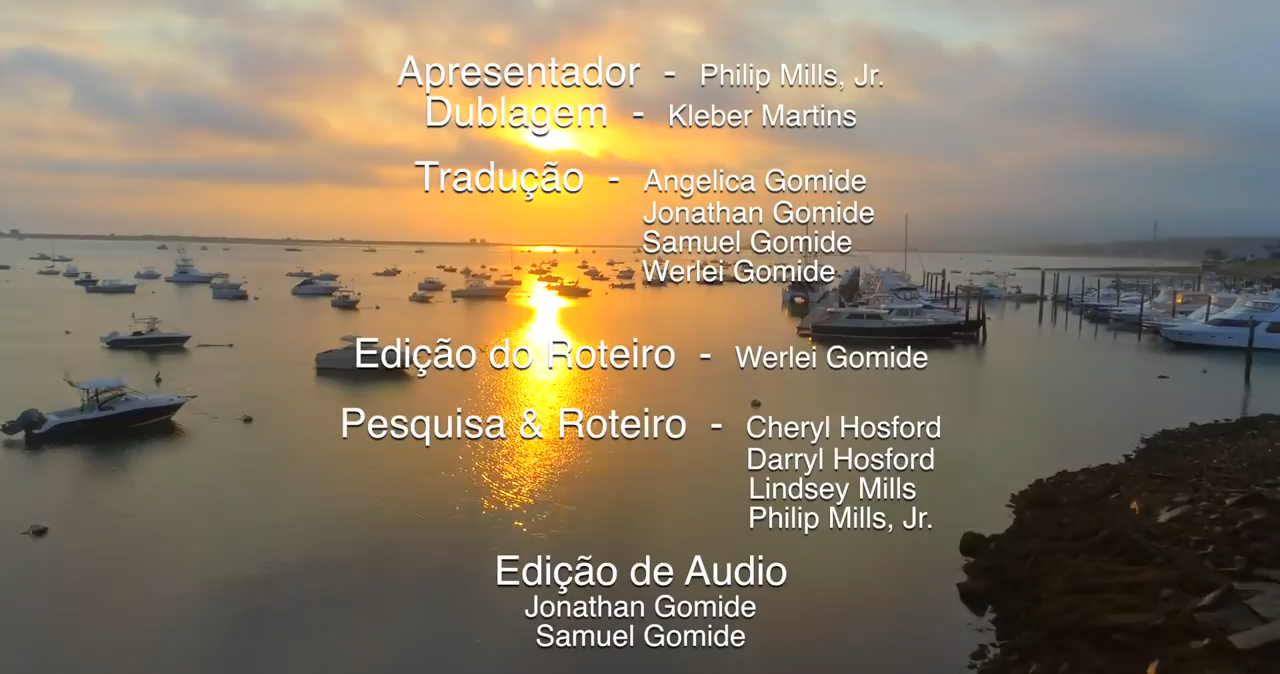 Apresentador - Philip Mills, Jr.
Dublagem - Kleber Martins
Tradução - Angelica Gomide
Jonathan Gomide
Samuel Gomide
Werlei Gomide
Edição do Roteiro - Werlei Gomide
Pesquisa & Roteiro - Cheryl Hosford
Darryl Hosford
Lindsey Mills
Philip Mills, Jr.
Edição de Audio
Jonathan Gomide
Samuel Gomide